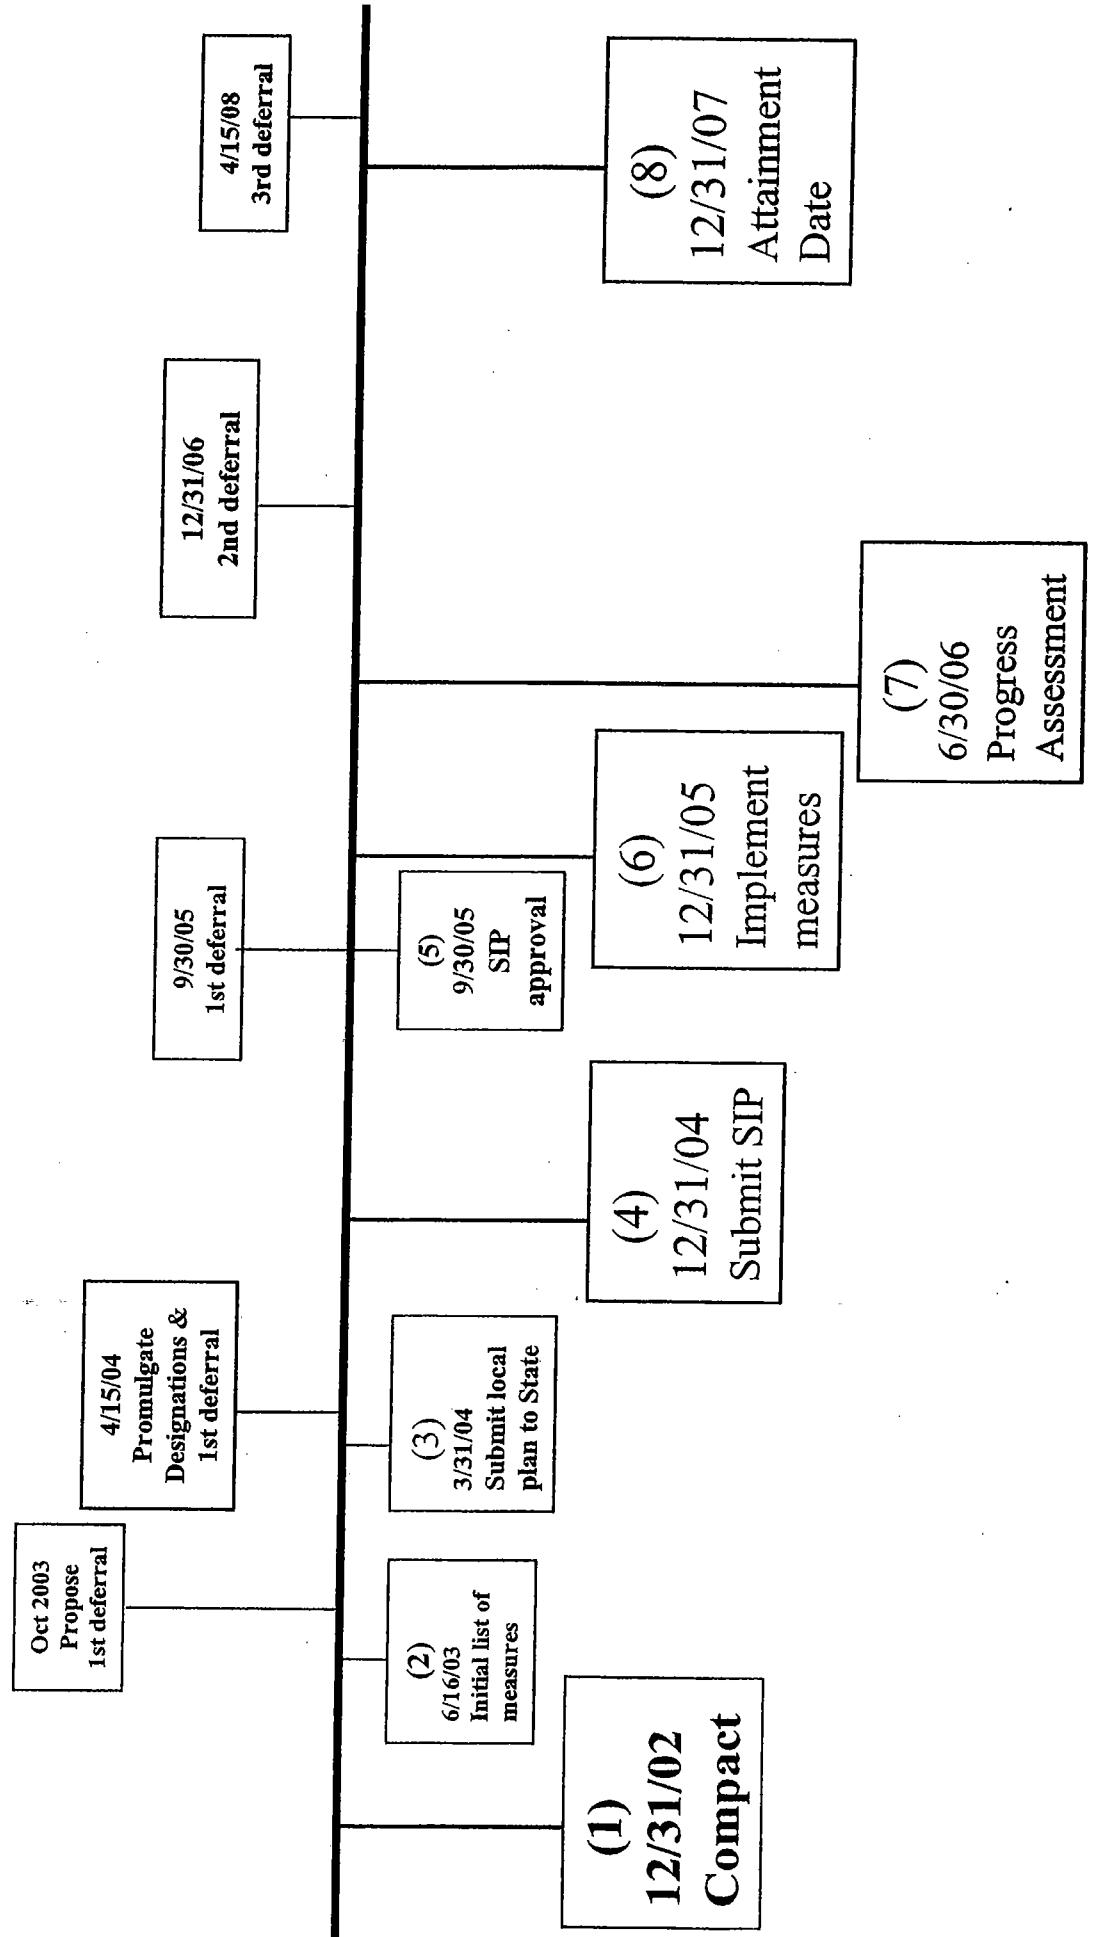 Oct 2003
Propose
1st deferral
4/15/04
Promulgate
Designations &
1st deferral
9/30/05
1st deferral
12/31/06
2nd deferral
4/15/08
3rd deferral
(1)
12/31/02
Compact
(2)
6/16/03
Initial list of
measures
(3)
3/31/04
Submit local
plan to State
(4)
12/31/04
Submit SIP
(5)
9/30/05
SIP
approval
(6)
12/31/05
Implement
measures
(7)
6/30/06
Progress
Assessment
(8)
12/31/07
Attainment
Date